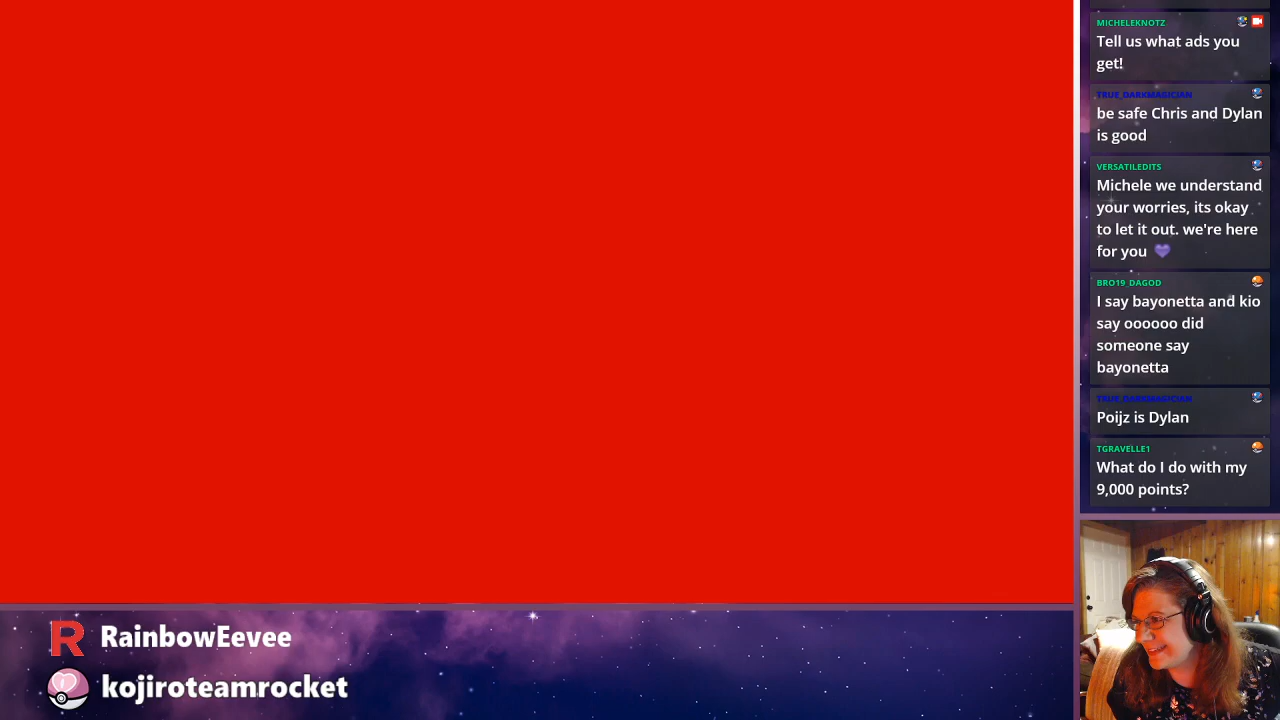 MICHELEKNOTZ
Tell us what ads you
get!
TRUE_DARKMAGICIAN
be safe Chris and Dylan
is good
VERSATILEDITS
Michele we understand
your worries, its okay
to let it out. we're here
for you 💜
BRO19_DAGOD
I say bayonetta and kio
say oooooo did
someone say
bayonetta
TRUE_DARKMAGICIAN
Poijz is Dylan
TGRAVELLE1
What do I do with my
9,000 points?
R RainbowEevee
kojiroteamrocket